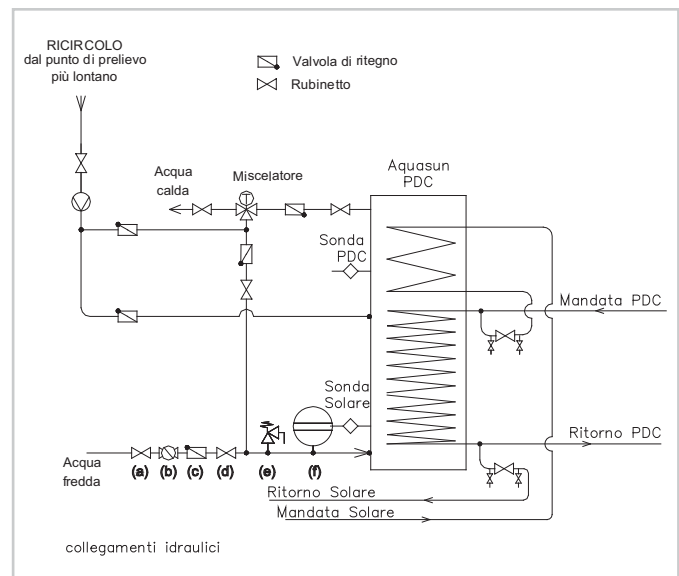 RICIRCOLO
dal punto di prelievo
più lontano
Valvola di ritegno
Rubinetto
Acqua
calda
Miscelatore
Aquasun
PDC
Sonda
PDC
Mandata PDC
Sonda
Solare
Ritorno PDC
Acqua
fredda
(a) (b) (c) (d) (e) (f)
Ritorno Solare
Mandata Solare
collegamenti idraulici